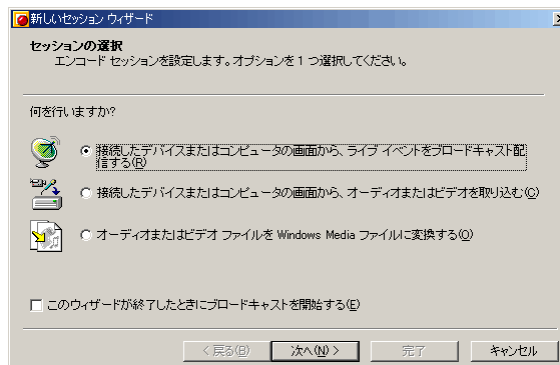 新しいセッション ウィザード
セッションの選択
エンコード セッションを設定します。オプションを 1 つ選択してください。
何を行いますか?
接続したデバイスまたはコンピュータの画面から、ライブ イベントをブロードキャスト配
信する(R)
接続したデバイスまたはコンピュータの画面から、オーディオまたはビデオを取り込む(C)
オーディオまたはビデオ ファイルを Windows Media ファイルに変換する(O)
このウィザードが終了したときにブロードキャストを開始する(E)
< 戻る(B) 次へ(N) > 完了 キャンセル